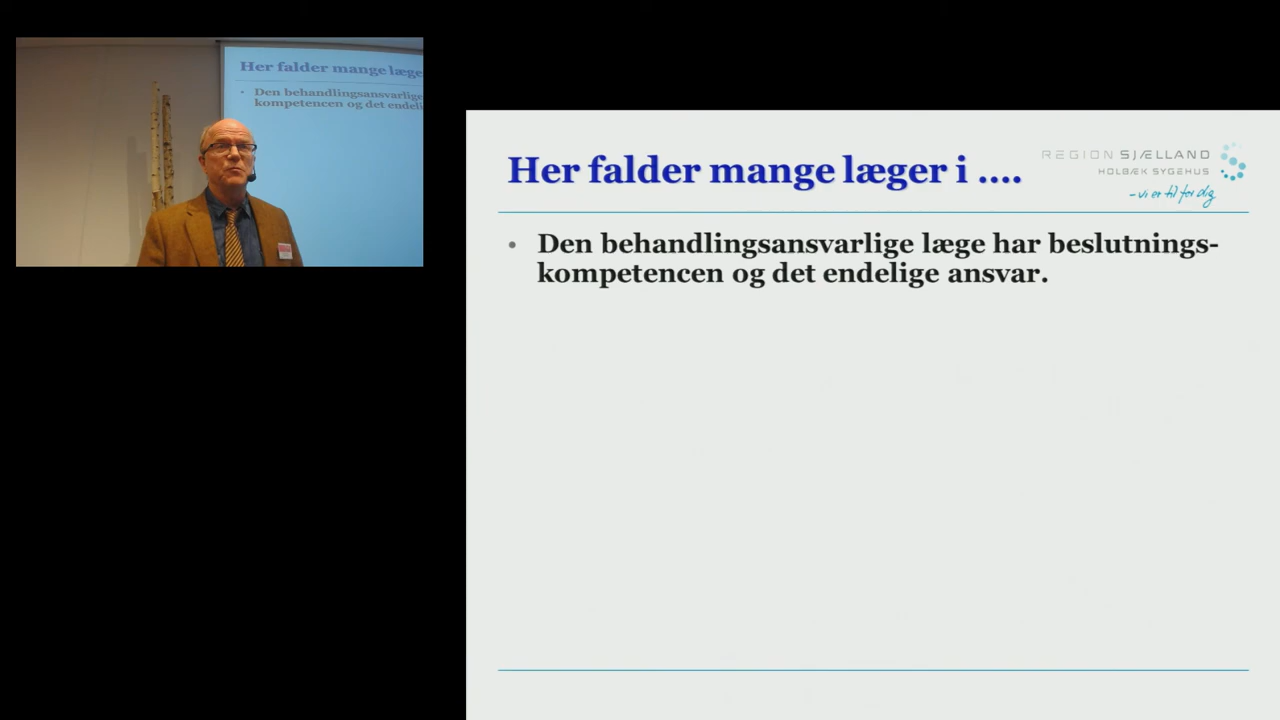 Her falder mange læge
• Den behandlingsansvarlige
kompetencen og det endeli
Her falder mange læger i ....
REGION SJÆLLAND
HOLBÆK SYGEHUS
- vi er til for dig
• Den behandlingsansvarlige læge har beslutnings-
kompetencen og det endelige ansvar.